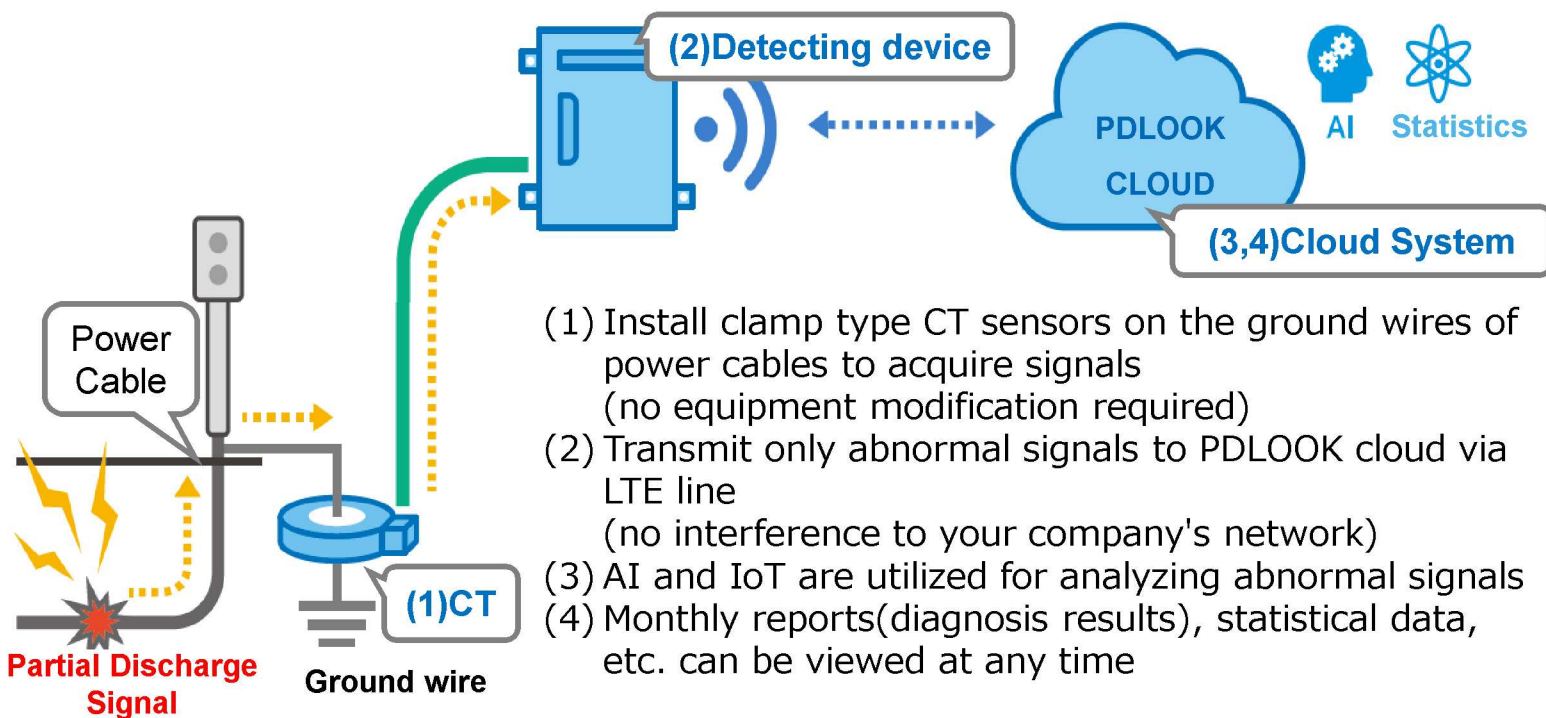 (2)Detecting device
PDLOOK
CLOUD
AI
Statistics
(3,4)Cloud System
Power
Cable
(1)CT
Partial Discharge
Signal
Ground wire
(1) Install clamp type CT sensors on the ground wires of
power cables to acquire signals
(no equipment modification required)
(2) Transmit only abnormal signals to PDLOOK cloud via
LTE line
(no interference to your company's network)
(3) AI and IoT are utilized for analyzing abnormal signals
(4) Monthly reports(diagnosis results), statistical data,
etc. can be viewed at any time